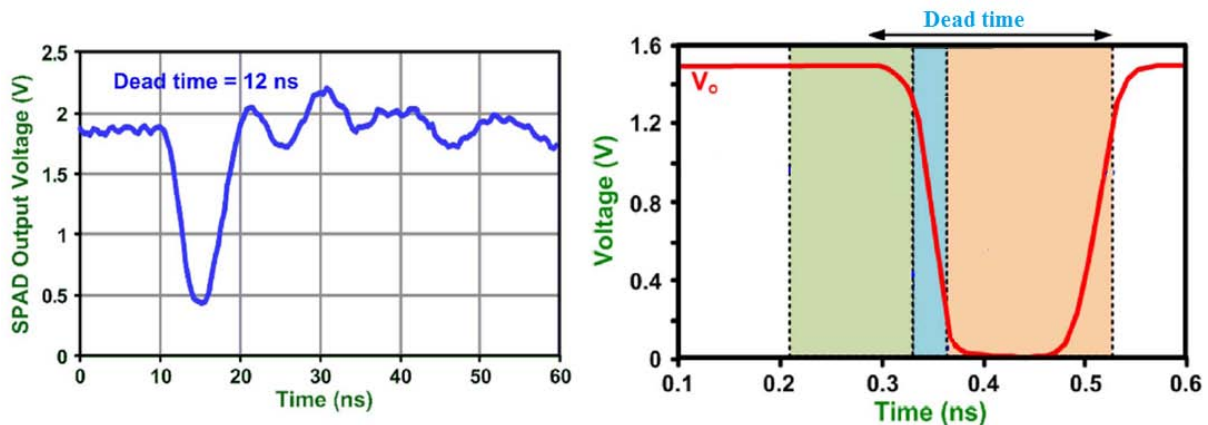 2.5
2
1.5
1
0.5
0
SPAD Output Voltage (V)
Dead time = 12 ns
0 10 20 30 40 50 60
Time (ns)
Dead time
1.6
1.2
0.8
0.4
0
Voltage (V)
Vo
0.1 0.2 0.3 0.4 0.5 0.6
Time (ns)